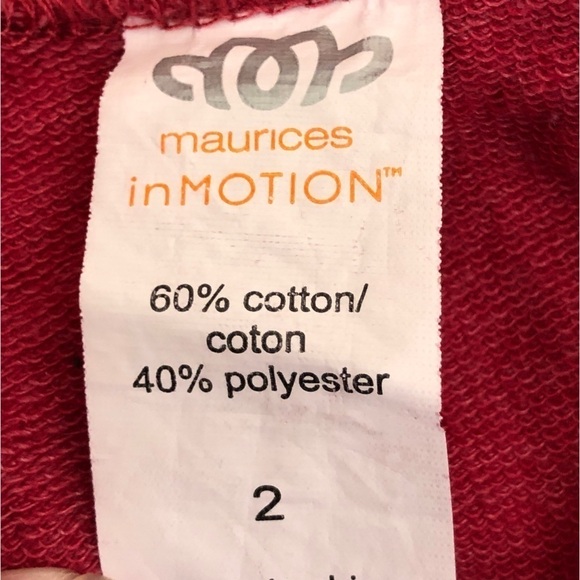 maurices
inMOTION™
60% cotton/
coton
40% polyester
2